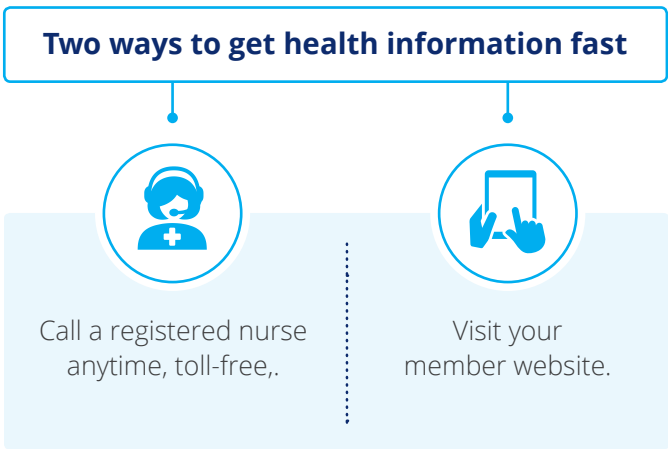 Two ways to get health information fast
Call a registered nurse
anytime, toll-free,.
Visit your
member website.